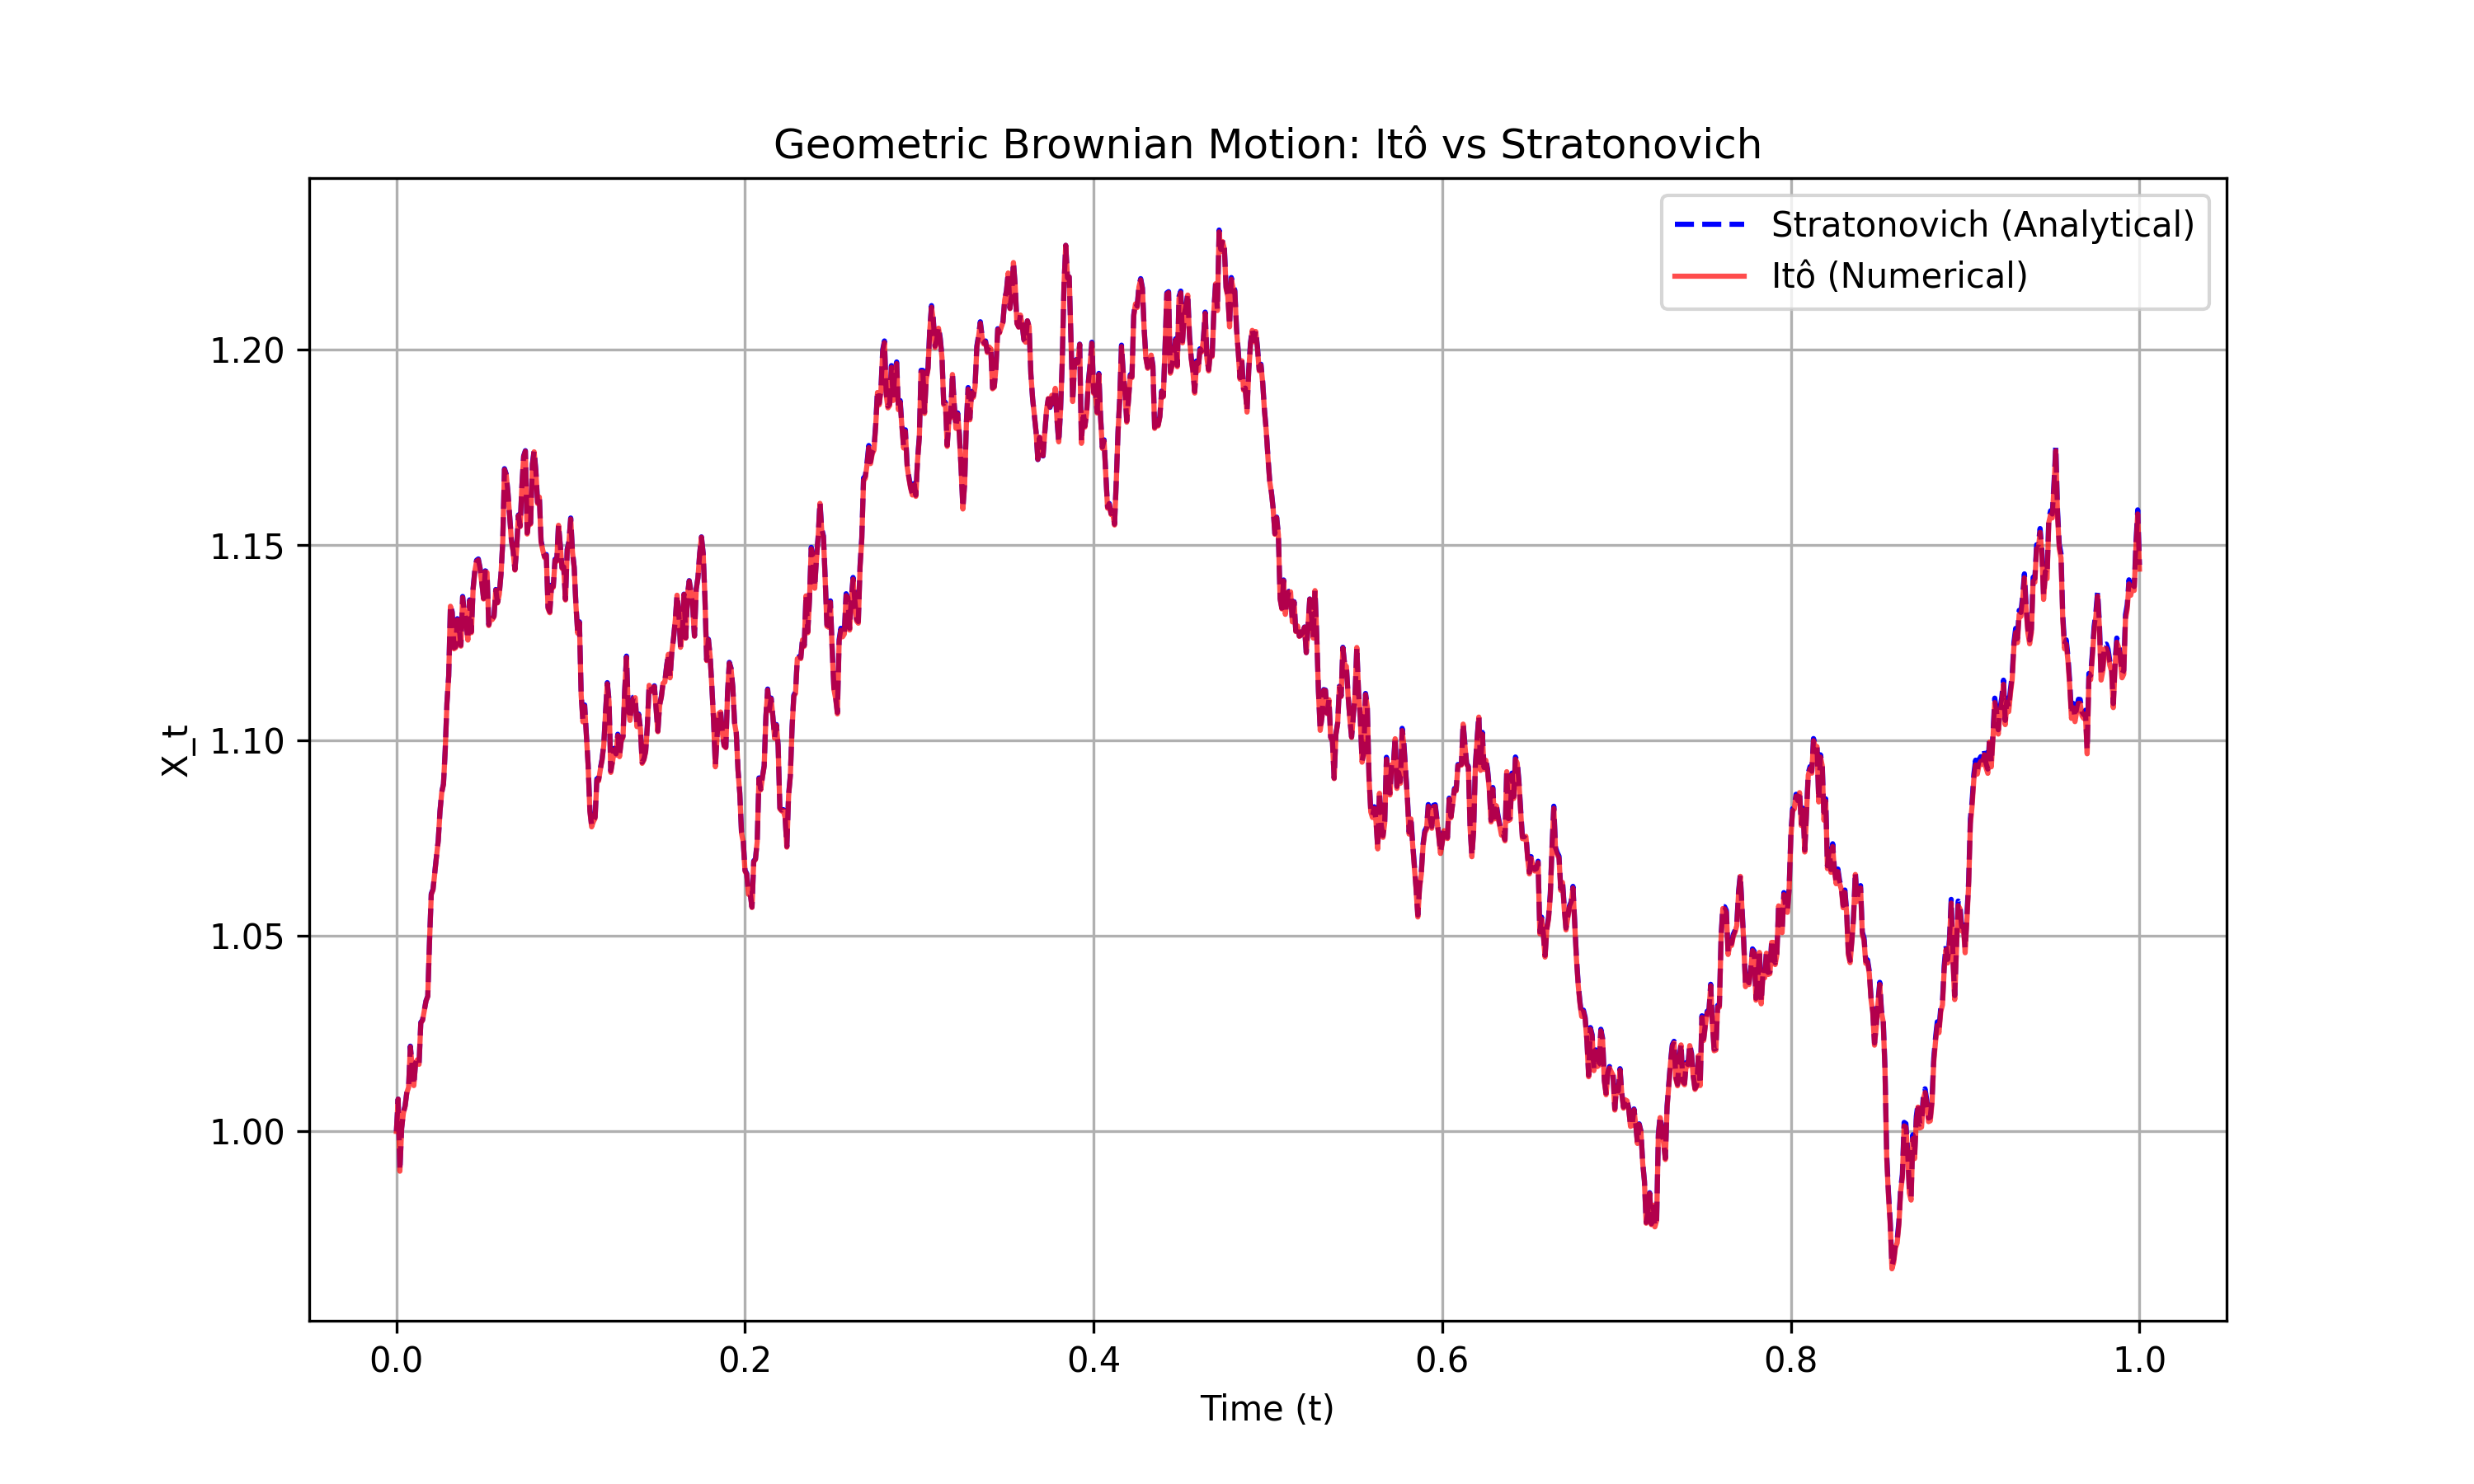 Geometric Brownian Motion: Itô vs Stratonovich
Stratonovich (Analytical)
Itô (Numerical)
1.20
1.15
1.10
1.05
1.00
X_t
0.0
0.2
0.4
0.6
0.8
1.0
Time (t)